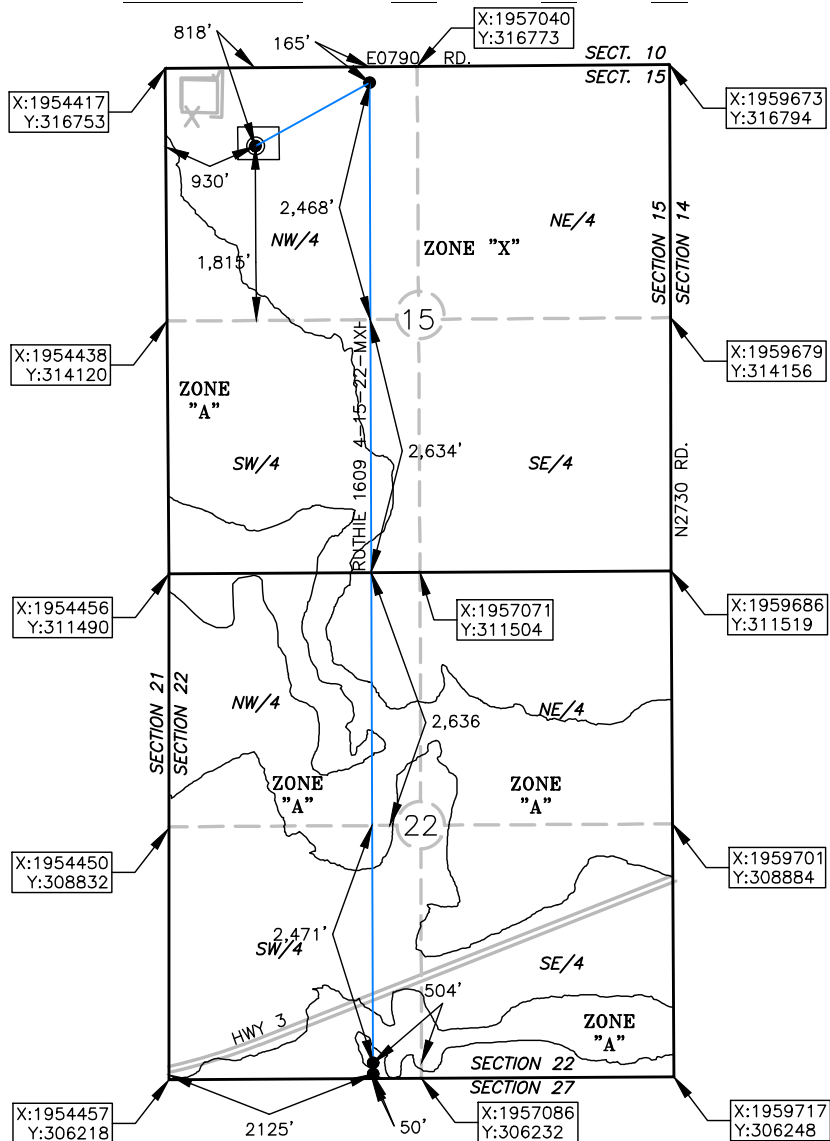 818'
165'
X:1957040
Y:316773
E0790 RD.
SECT. 10
SECT. 15
X:1954417
Y:316753
X:1959673
Y:316794
930'
2,468'
NW/4
NE/4
ZONE "X"
1,815'
SECTION 15
SECTION 14
15
X:1954438
Y:314120
X:1959679
Y:314156
ZONE
"A"
RUTHIE 1609 4-15-22-MXH
2,634'
SW/4
SE/4
N2730 RD.
X:1954456
Y:311490
X:1957071
Y:311504
X:1959686
Y:311519
SECTION 21
SECTION 22
NW/4
NE/4
2,636
ZONE
"A"
ZONE
"A"
22
X:1954450
Y:308832
X:1959701
Y:308884
2,471'
SW/4
SE/4
504'
HWY 3
ZONE
"A"
SECTION 22
SECTION 27
X:1954457
Y:306218
2125'
50'
X:1957086
Y:306232
X:1959717
Y:306248